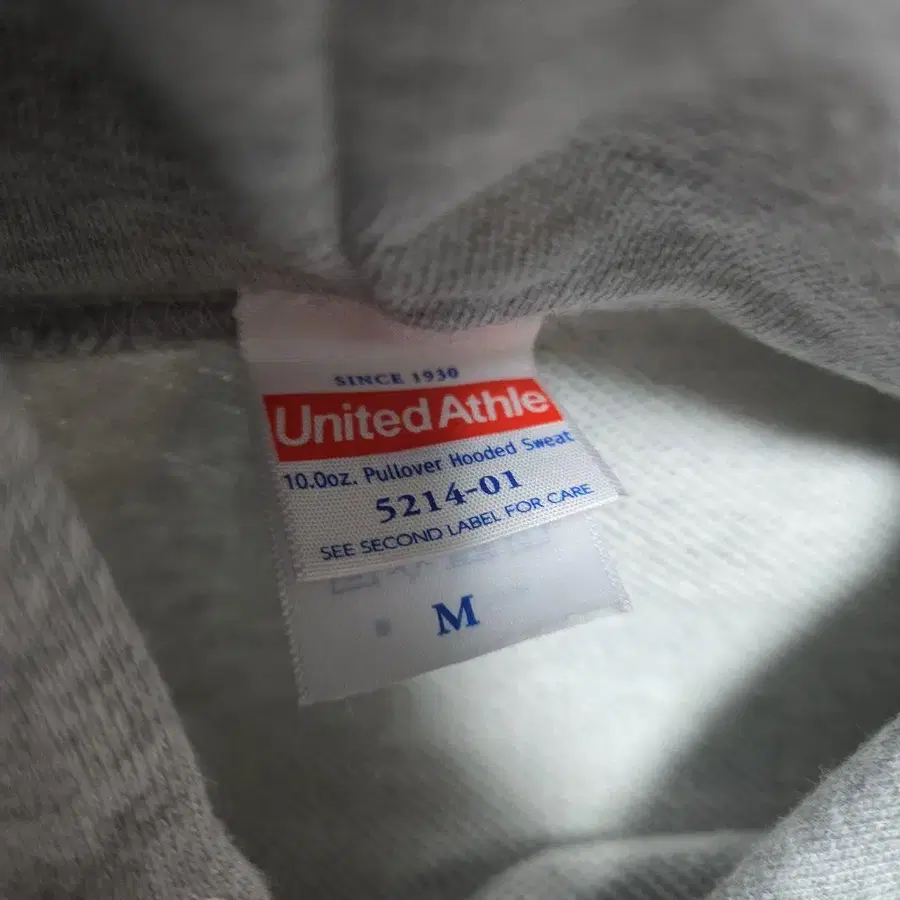 SINCE 1930
United Athle
10.0oz. Pullover Hooded Sweat
5214-01
SEE SECOND LABEL FOR CARE
M